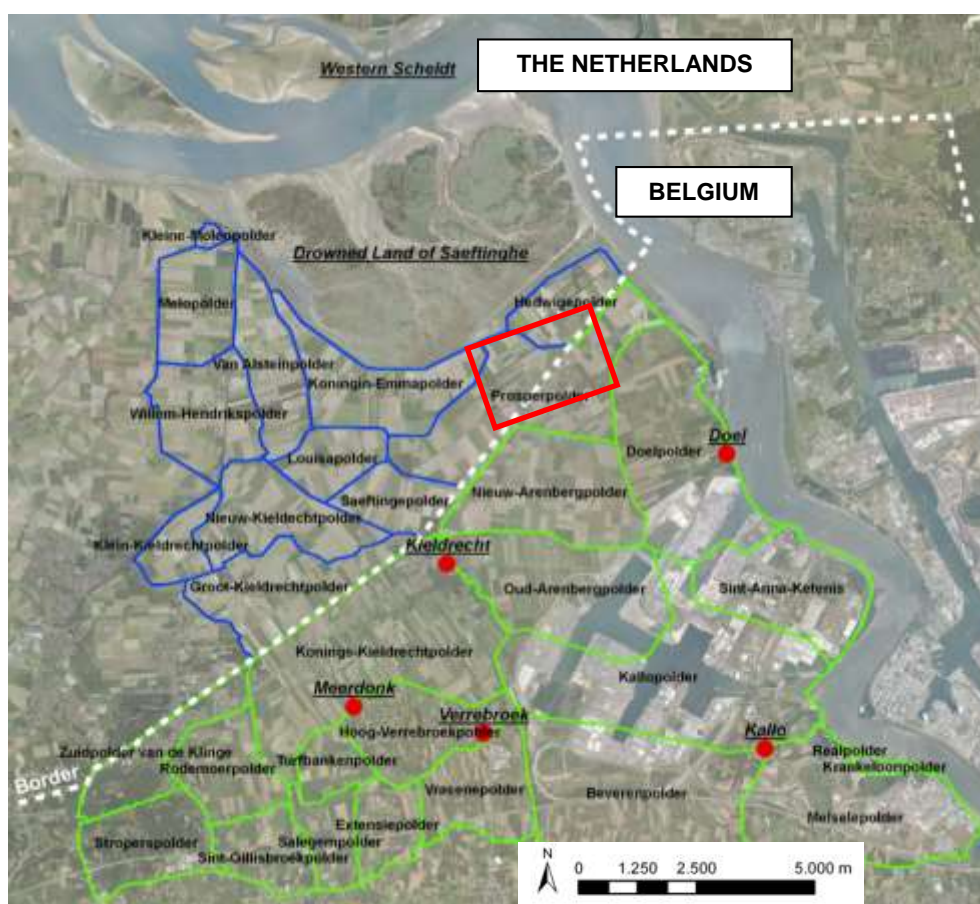 THE NETHERLANDS
Western Scheldt
BELGIUM
Kleine-Molenpolder
Drowned Land of Saeftinghe
Melopolder
Hedwigepolder
Van Alsteinpolder
Koningin-Emmapolder
Prosperpolder
Willem-Hendrikspolder
Doel
Louisapolder
Doelpolder
Saeftingepolder
Nieuw-Arenbergpolder
Nieuw-Kieldrechtpolder
Klein-Kieldrechtpolder
Kieldrecht
Groot-Kieldrechtpolder
Oud-Arenbergpolder
Sint-Anna-Ketenis
Konings-Kieldrechtpolder
Kallopolder
Meerdonk
Verrebroek
Hoog-Verrebroekpolder
Kallo
Zuidpolder van de Klinge
Realpolder
Border
Rodemoerpolder
Turfbankenpolder
Krankeloonpolder
Vrasenepolder
Beverenpolder
Melselepolder
Extensiepolder
Stroperspolder
Salegempolder
Sint-Gillisbroekpolder
N
0 1.250 2.500 5.000 m